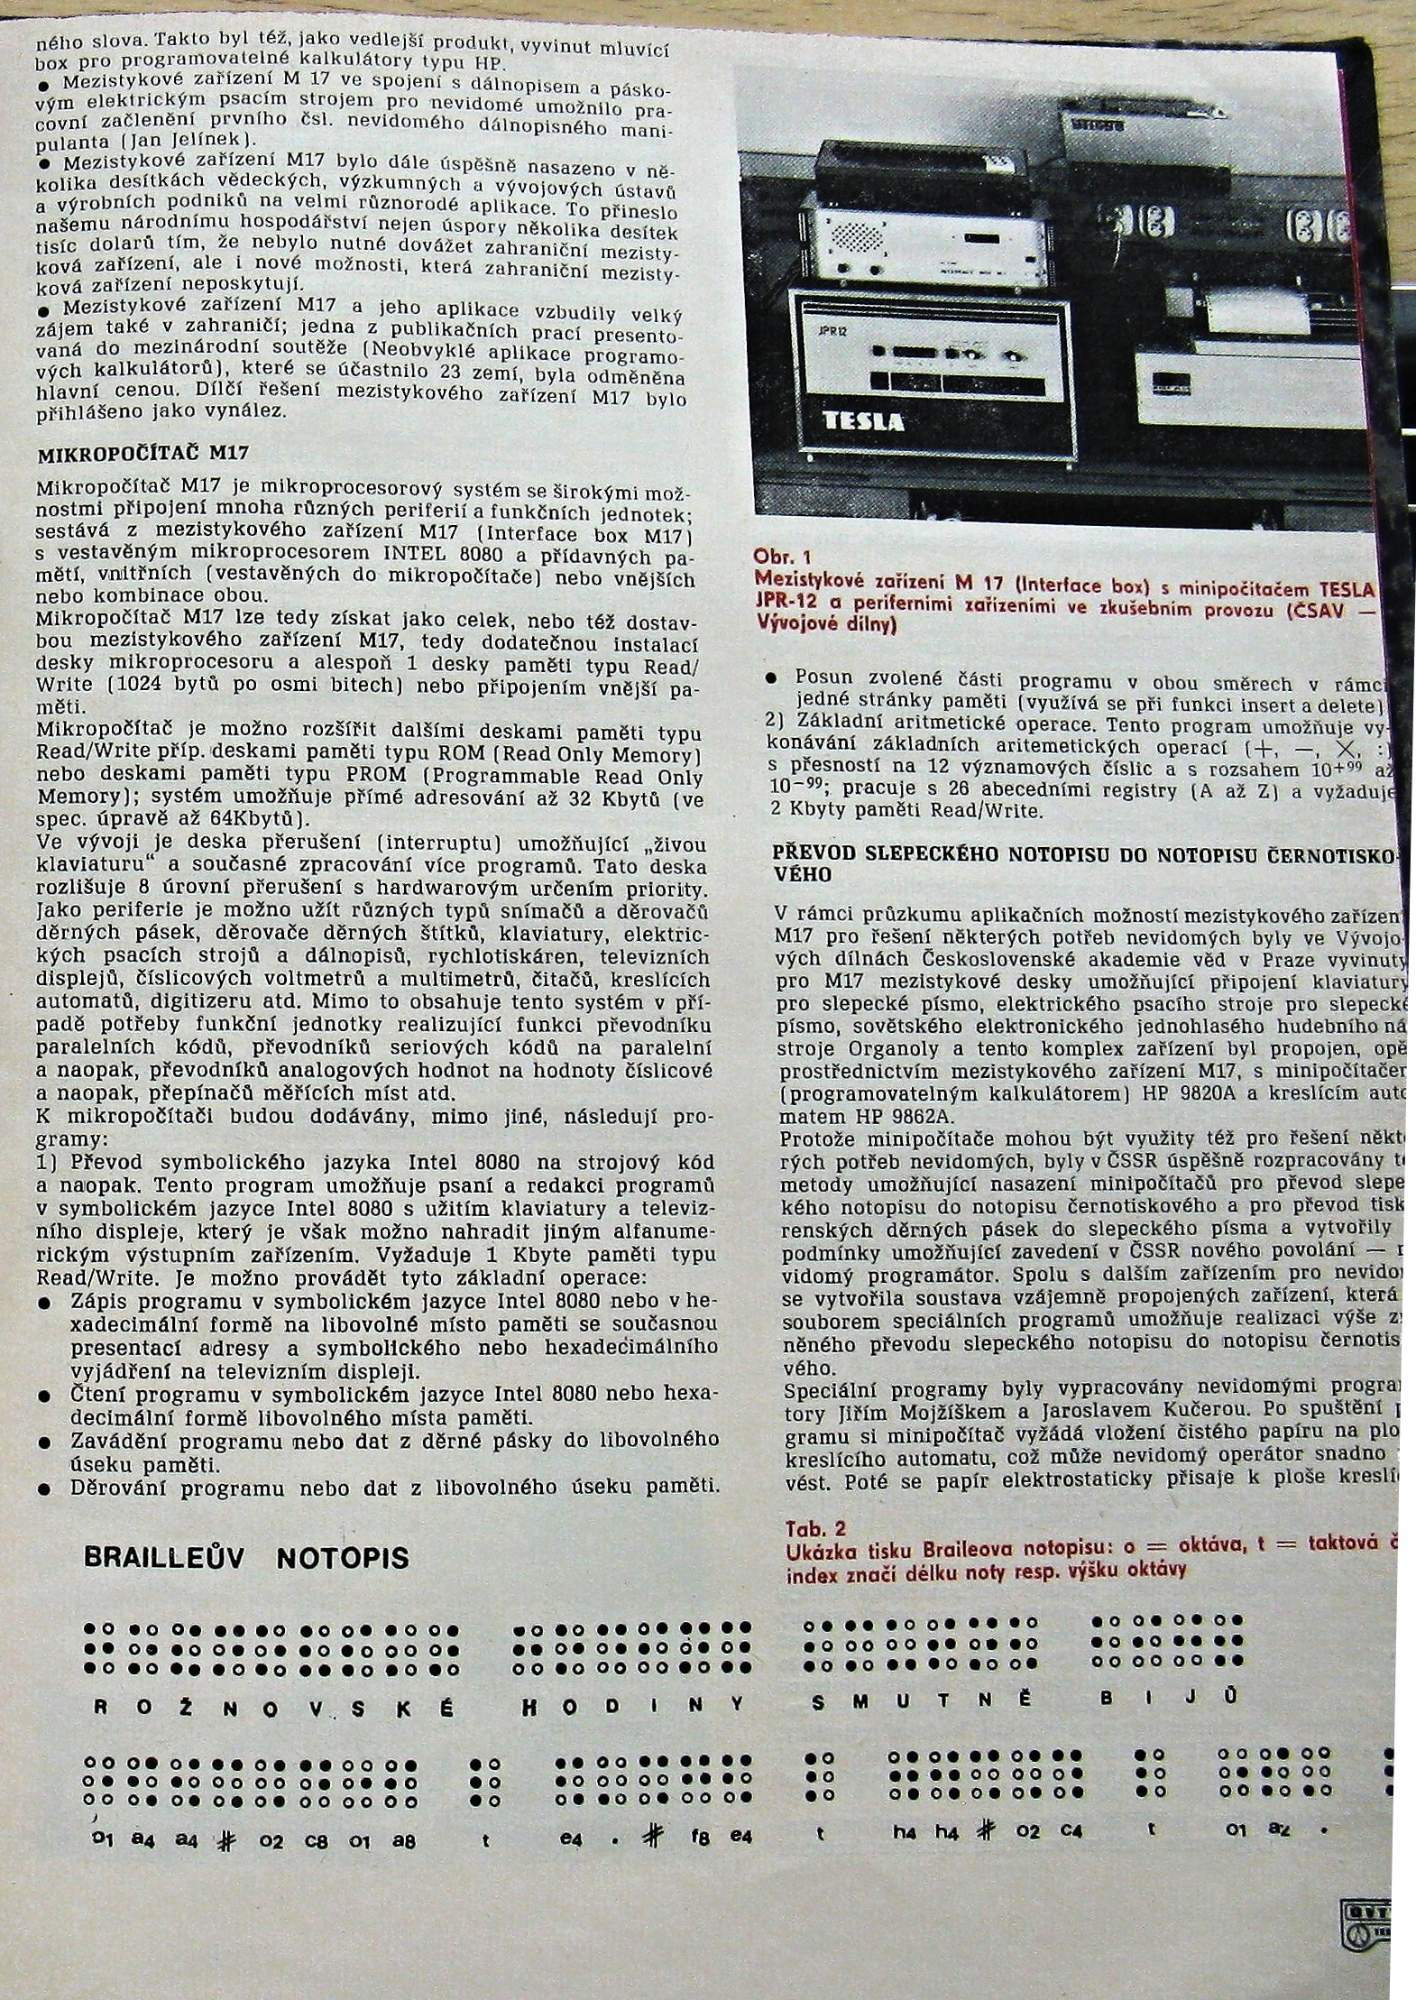 ného slova. Takto byl též, jako vedlejší produkt, vyvinut mluvící
box pro programovatelné kalkulátory typu HP.
● Mezistykové zařízení M 17 ve spojení s dálnopisem a pásko-
vým elektrickým psacím strojem pro nevidomé umožnilo pra-
covní začlenění prvního čsl. nevidomého dálnopisného mani-
pulanta (Jan Jelínek).
● Mezistykové zařízení M17 bylo dále úspěšně nasazeno v ně-
kolika desítkách vědeckých, výzkumných a vývojových ústavů
a výrobních podniků na velmi různorodé aplikace. To přineslo
našemu národnímu hospodářství nejen úspory několika desítek
tisíc dolarů tím, že nebylo nutné dovážet zahraniční mezisty-
ková zařízení, ale i nové možnosti, která zahraniční mezisty-
ková zařízení neposkytují.
● Mezistykové zařízení M17 a jeho aplikace vzbudily velký
zájem také v zahraničí; jedna z publikačních prací presento-
vaná do mezinárodní soutěže (Neobvyklé aplikace programo-
vých kalkulátorů), které se účastnilo 23 zemí, byla odměněna
hlavní cenou. Dílčí řešení mezistykového zařízení M17 bylo
přihlášeno jako vynález.
MIKROPOČÍTAČ M17
Mikropočítač M17 je mikroprocesorový systém se širokými mož-
nostmi připojení mnoha různých periferií a funkčních jednotek;
sestává z mezistykového zařízení M17 (Interface box M17)
s vestavěným mikroprocesorem INTEL 8080 a přídavných pa-
mětí, vnitřních (vestavěných do mikropočítače) nebo vnějších
nebo kombinace obou.
Mikropočítač M17 lze tedy získat jako celek, nebo též dostav-
bou mezistykového zařízení M17, tedy dodatečnou instalací
desky mikroprocesoru a alespoň 1 desky paměti typu Read/
Write (1024 bytů po osmi bitech) nebo připojením vnější pa-
měti.
Mikropočítač je možno rozšířit dalšími deskami paměti typu
Read/Write příp. deskami paměti typu ROM (Read Only Memory)
nebo deskami paměti typu PROM (Programmable Read Only
Memory); systém umožňuje přímé adresování až 32 Kbytů (ve
spec. úpravě až 64Kbytů).
Ve vývoji je deska přerušení (interruptu) umožňující „živou
klaviaturu“ a současné zpracování více programů. Tato deska
rozlišuje 8 úrovní přerušení s hardwarovým určením priority.
Jako periferie je možno užít různých typů snímačů a děrovačů
děrných pásek, děrovače děrných štítků, klaviatury, elektric-
kých psacích strojů a dálnopisů, rychlotiskáren, televizních
displejů, číslicových voltmetrů a multimetrů, čitačů, kreslících
automatů, digitizeru atd. Mimo to obsahuje tento systém v pří-
padě potřeby funkční jednotky realizující funkci převodníku
paralelních kódů, převodníků seriových kódů na paralelní
a naopak, převodníků analogových hodnot na hodnoty číslicové
a naopak, přepínačů měřících míst atd.
K mikropočítači budou dodávány, mimo jiné, následují pro-
gramy:
1) Převod symbolického jazyka Intel 8080 na strojový kód
a naopak. Tento program umožňuje psaní a redakci programů
v symbolickém jazyce Intel 8080 s užitím klaviatury a televiz-
ního displeje, který je však možno nahradit jiným alfanume-
rickým výstupním zařízením. Vyžaduje 1 Kbyte paměti typu
Read/Write. Je možno provádět tyto základní operace:
● Zápis programu v symbolickém jazyce Intel 8080 nebo v he-
xadecimální formě na libovolné místo paměti se současnou
presentací adresy a symbolického nebo hexadecimálního
vyjádření na televizním displeji.
● Čtení programu v symbolickém jazyce Intel 8080 nebo hexa-
decimální formě libovolného místa paměti.
● Zavádění programu nebo dat z děrné pásky do libovolného
úseku paměti.
● Děrování programu nebo dat z libovolného úseku paměti.
JPR12
TESLA
Obr. 1
Mezistykové zařízení M 17 (Interface box) s minipočítačem TESLA
JPR-12 a periferními zařízeními ve zkušebním provozu (ČSAV —
Vývojové dílny)
● Posun zvolené části programu v obou směrech v rámci
jedné stránky paměti (využívá se při funkci insert a delete)
2) Základní aritmetické operace. Tento program umožňuje vy-
konávání základních aritemetických operací (+, —, X, :)
s přesností na 12 významových číslic a s rozsahem 10+99 až
10-99; pracuje s 26 abecedními registry (A až Z) a vyžaduje
2 Kbyty paměti Read/Write.
PŘEVOD SLEPECKÉHO NOTOPISU DO NOTOPISU ČERNOTISKO-
VÉHO
V rámci průzkumu aplikačních možností mezistykového zařízen
M17 pro řešení některých potřeb nevidomých byly ve Vývojo-
vých dílnách Československé akademie věd v Praze vyvinuty
pro M17 mezistykové desky umožňující připojení klaviatury
pro slepecké písmo, elektrického psacího stroje pro slepecké
písmo, sovětského elektronického jednohlasého hudebního ná
stroje Organoly a tento komplex zařízení byl propojen, opě
prostřednictvím mezistykového zařízení M17, s minipočítačem
(programovatelným kalkulátorem) HP 9820A a kreslícím auto
matem HP 9862A.
Protože minipočítače mohou být využity též pro řešení někte
rých potřeb nevidomých, byly v ČSSR úspěšně rozpracovány t
metody umožňující nasazení minipočítačů pro převod slepe
kého notopisu do notopisu černotiskového a pro převod tisk
renských děrných pásek do slepeckého písma a vytvořily
podmínky umožňující zavedení v ČSSR nového povolání — n
vidomý programátor. Spolu s dalším zařízením pro nevido
se vytvořila soustava vzájemně propojených zařízení, která
souborem speciálních programů umožňuje realizaci výše z
něného převodu slepeckého notopisu do notopisu černotis
vého.
Speciální programy byly vypracovány nevidomými progra
tory Jiřím Mojžíškem a Jaroslavem Kučerou. Po spuštění p
gramu si minipočítač vyžádá vložení čistého papíru na plo
kreslícího automatu, což může nevidomý operátor snadno
vést. Poté se papír elektrostaticky přisaje k ploše kreslí
Tab. 2
Ukázka tisku Braileova notopisu: o = oktáva, t = taktová č
index značí délku noty resp. výšku oktávy
BRAILLEŮV NOTOPIS
R O Ž N O V S K É H O D I N Y S M U T N Ě B I J Ů
o1 a4 a4 # o2 c8 o1 a8 t e4 . # f8 e4 t h4 h4 # o2 c4 t o1 a2 .